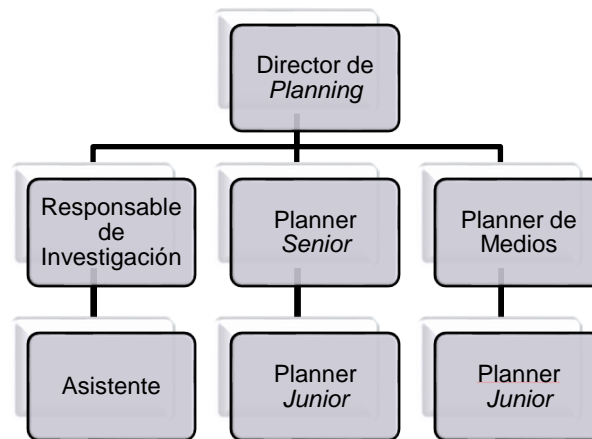 Director de
Planning
Responsable
de
Investigación
Planner
Senior
Planner de
Medios
Asistente
Planner
Junior
Planner
Junior